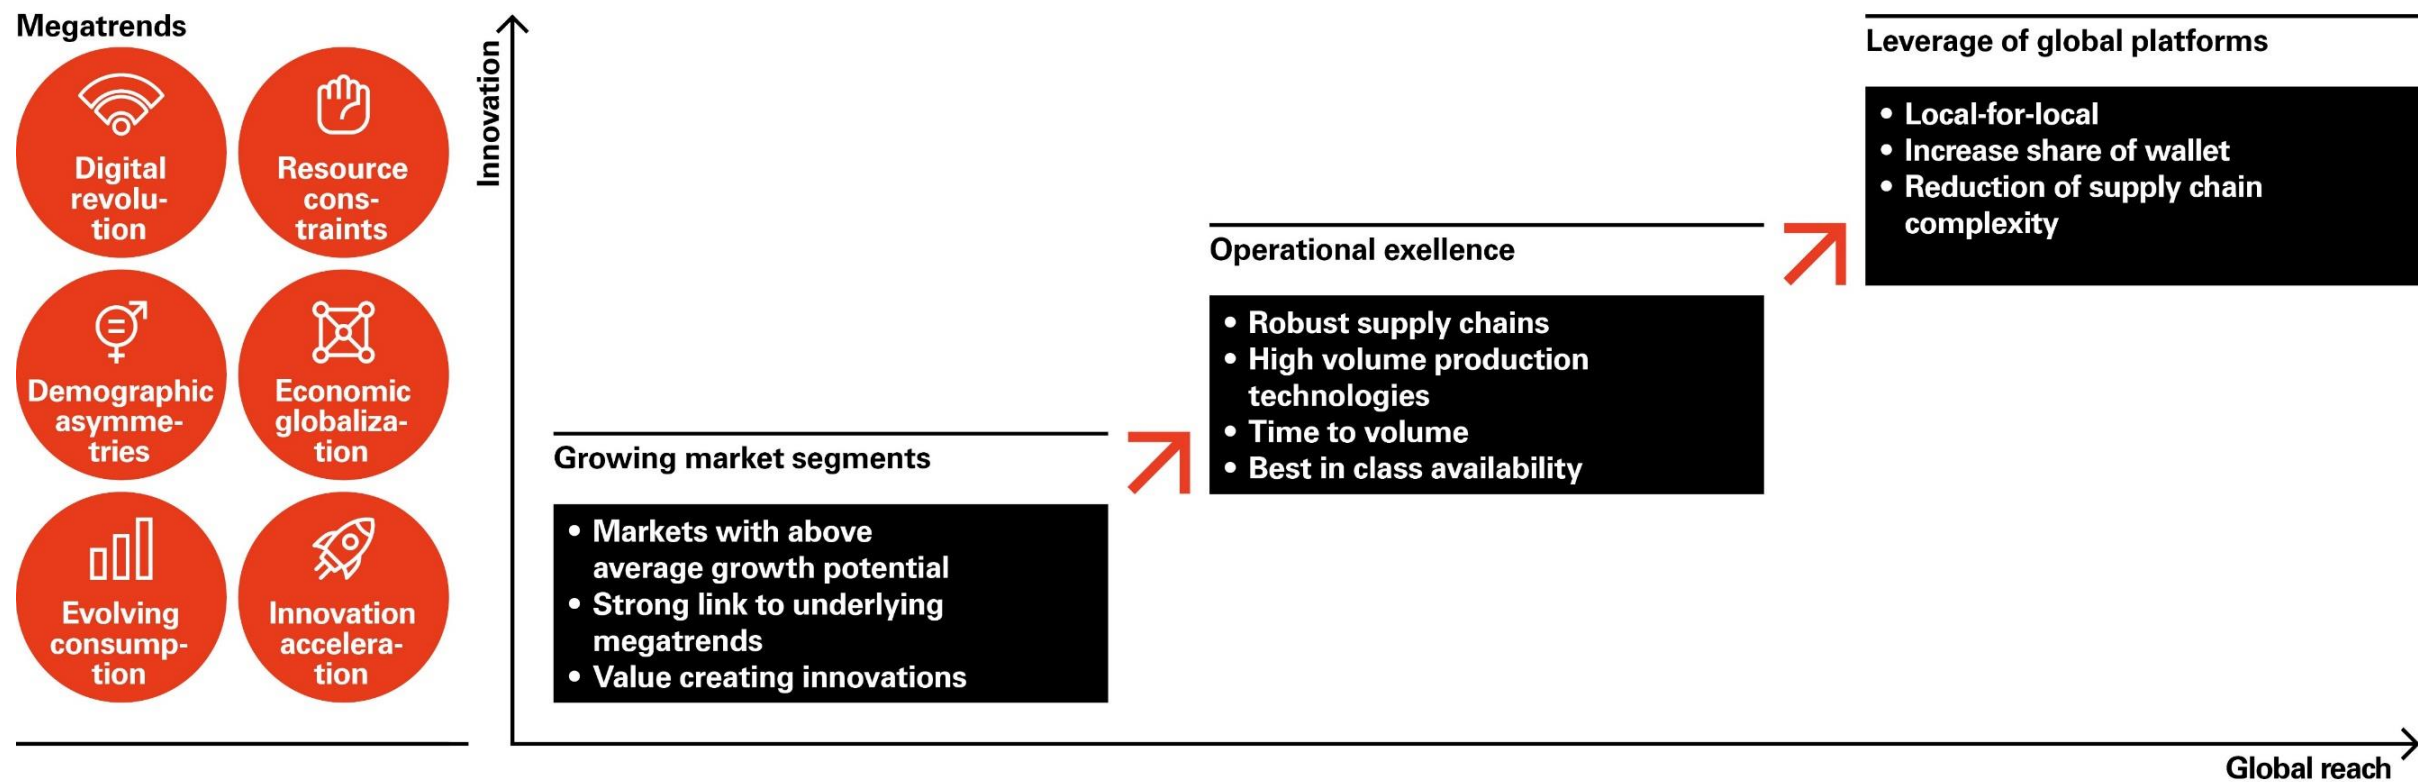 Megatrends
Digital
revolu-
tion
Resource
cons-
traints
Demographic
asymme-
tries
Economic
globaliza-
tion
Evolving
consump-
tion
Innovation
accelera-
tion
Innovation
Growing market segments
• Markets with above
average growth potential
• Strong link to underlying
megatrends
• Value creating innovations
Operational exellence
• Robust supply chains
• High volume production
technologies
• Time to volume
• Best in class availability
Leverage of global platforms
• Local-for-local
• Increase share of wallet
• Reduction of supply chain
complexity
Global reach